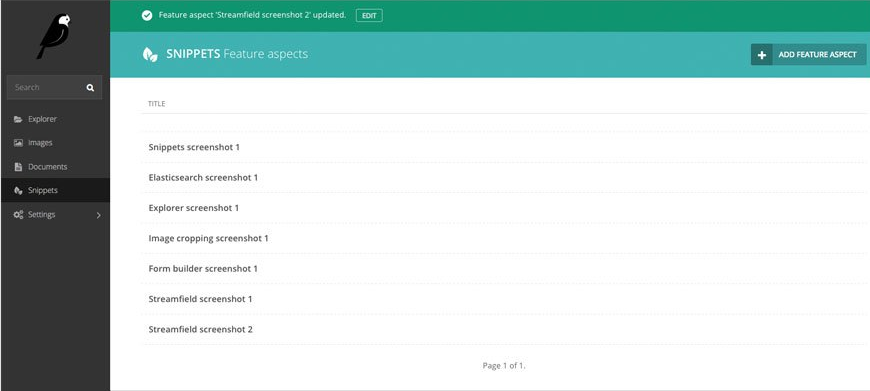 Feature aspect 'Streamfield screenshot 2' updated. EDIT
SNIPPETS Feature aspects
ADD FEATURE ASPECT
Search
Explorer
Images
Documents
Snippets
Settings
TITLE
Snippets screenshot 1
Elasticsearch screenshot 1
Explorer screenshot 1
Image cropping screenshot 1
Form builder screenshot 1
Streamfield screenshot 1
Streamfield screenshot 2
Page 1 of 1.